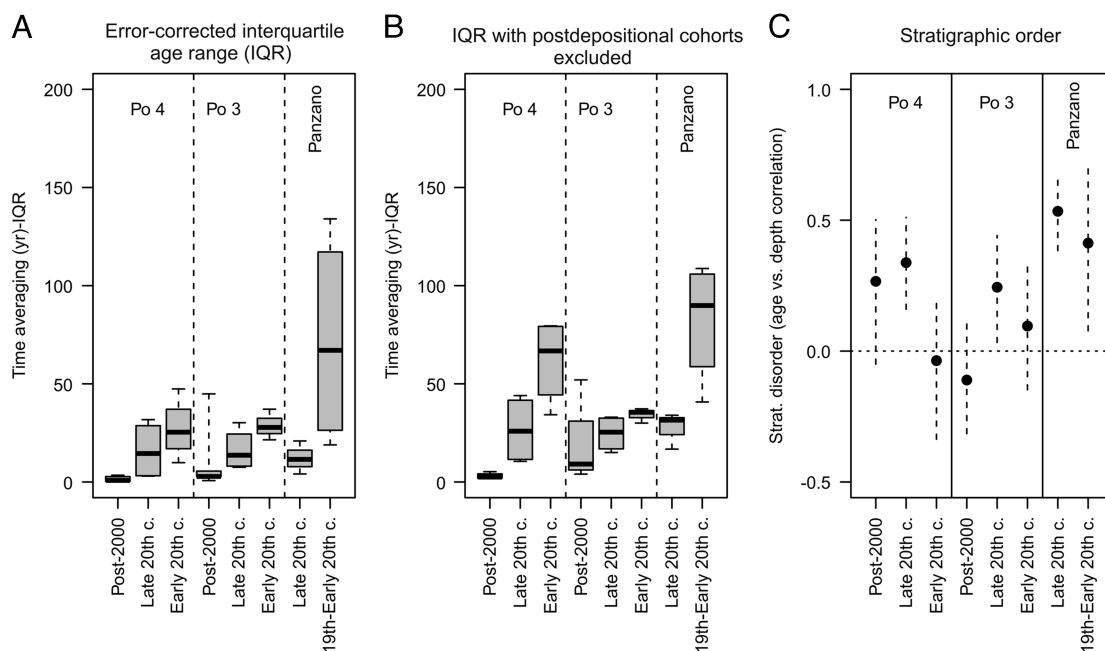 A
Error-corrected interquartile
age range (IQR)
Time averaging (yr)-IQR
200
150
100
50
0
Po 4
Po 3
Panzano
Post-2000
Late 20th c.
Early 20th c.
Post-2000
Late 20th c.
Early 20th c.
Late 20th c.
19th-Early 20th c.
B
IQR with postdepositional cohorts
excluded
Time averaging (yr)-IQR
200
150
100
50
0
Po 4
Po 3
Panzano
Post-2000
Late 20th c.
Early 20th c.
Post-2000
Late 20th c.
Early 20th c.
Late 20th c.
19th-Early 20th c.
C
Stratigraphic order
Strat. disorder (age vs. depth correlation)
1.0
0.5
0.0
-0.5
Po 4
Po 3
Panzano
Post-2000
Late 20th c.
Early 20th c.
Post-2000
Late 20th c.
Early 20th c.
Late 20th c.
19th-Early 20th c.